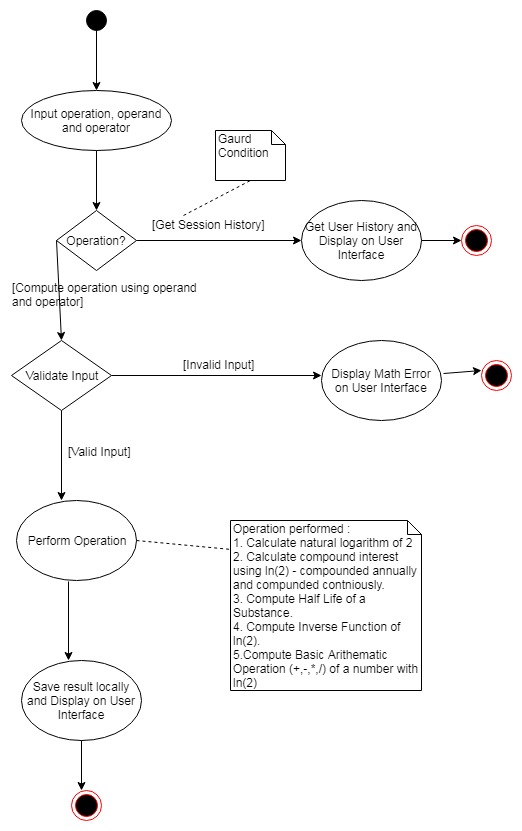 Input operation, operand
and operator
Gaurd
Condition
[Get Session History]
Operation?
Get User History and
Display on User
Interface
[Compute operation using operand
and operator]
Validate Input
[Invalid Input]
Display Math Error
on User Interface
[Valid Input]
Perform Operation
Operation performed :
1. Calculate natural logarithm of 2
2. Calculate compound interest
using ln(2) - compounded annually
and compunded contniously.
3. Compute Half Life of a
Substance.
4. Compute Inverse Function of
ln(2).
5.Compute Basic Arithematic
Operation (+,-,*,/) of a number with
ln(2)
Save result locally
and Display on User
Interface